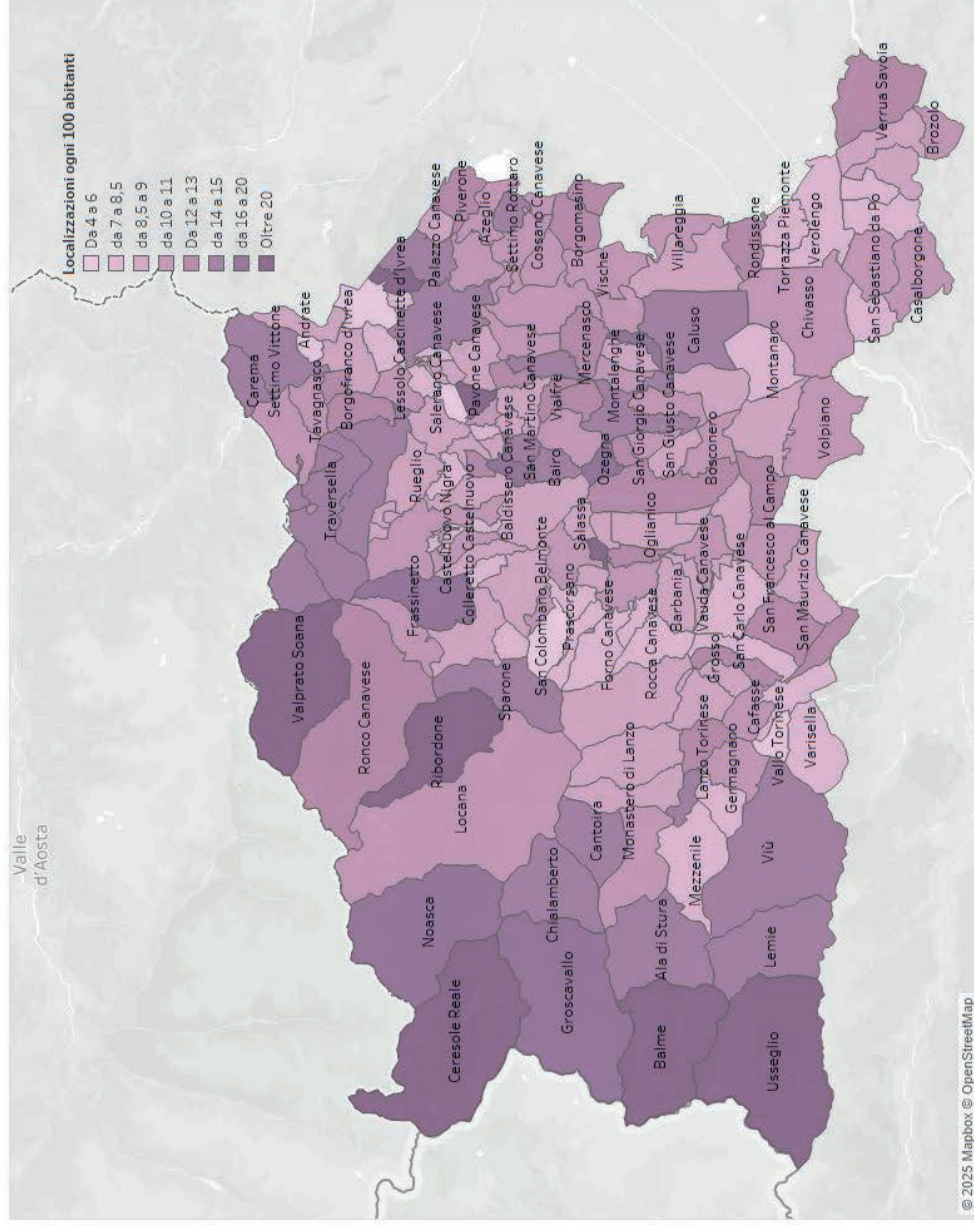 Valle
d'Aosta
Localizzazioni ogni 100 abitanti
Da 4 a 6
da 7 a 8,5
da 8,5 a 9
da 10 a 11
Da 12 a 13
da 14 a 15
da 16 a 20
Oltre 20
Carema
Settimo Vittone
Andrate
Tavagnasco
Borgofranco d'Ivrea
Traversella
Lessolo
Cascinette d'Ivrea
Palazzo Canavese
Piverone
Azeglio
Settimo Rottaro
Cossano Canavese
Borgomasino
Valprato Soana
Ronco Canavese
Frassinetto
Rueglio
Castelnuovo Nigra
Colleretto Castelnuovo
Salerano Canavese
Pavone Canavese
Baldissero Canavese
San Martino Canavese
Vialfrè
Bairo
Mercenasco
Montalenghe
Vische
Villareggia
Caluso
Rondissone
Torrazza Piemonte
Verolengo
Verrua Savoia
Brozolo
San Sebastiano da Po
Casalborgone
Chivasso
Montanaro
Volpiano
Ozegna
San Giorgio Canavese
San Giusto Canavese
Bosconero
Noasca
Ceresole Reale
Locana
Ribordone
Sparone
San Colombano Belmonte
Prascorsano
Salassa
Oglianico
Forno Canavese
Rocca Canavese
Barbania
Vauda Canavese
San Carlo Canavese
San Francesco al Campo
San Maurizio Canavese
Grosso
Cafasse
Lanzo Torinese
Germagnano
Vallo Torinese
Varisella
Monastero di Lanzo
Cantoira
Chialamberto
Groscavallo
Ala di Stura
Mezzenile
Viù
Lemie
Balme
Usseglio
© 2025 Mapbox © OpenStreetMap